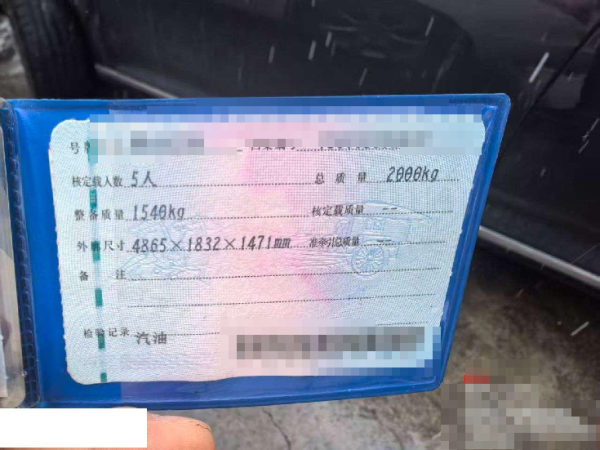 号
核定载人数 5人 总质量 2000kg
整备质量 1540kg 核定载质量 --
外廓尺寸 4865×1832×1471mm 准牵引总质量 --
备注
检验记录 汽油